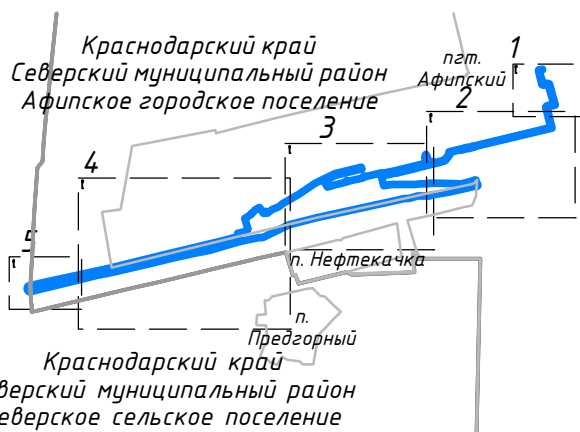 Краснодарский край
Северский муниципальный район
Афипское городское поселение
пгт.
Афипский
1
2
3
4
5
п. Нефтекачка
п.
Предгорный
Краснодарский край
верский муниципальный район
еверское сельское поселение